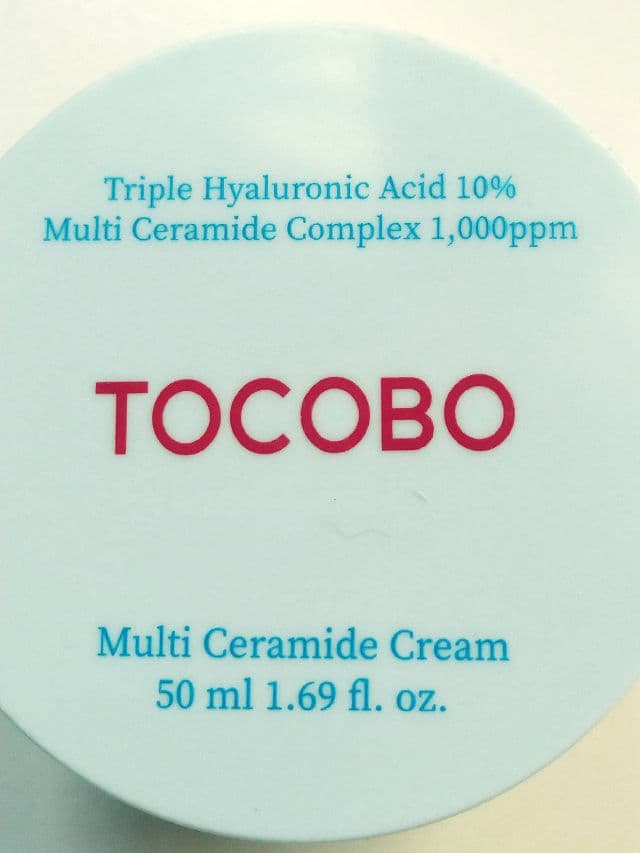 Triple Hyaluronic Acid 10%
Multi Ceramide Complex 1,000ppm
TOCOBO
Multi Ceramide Cream
50 ml 1.69 fl. oz.